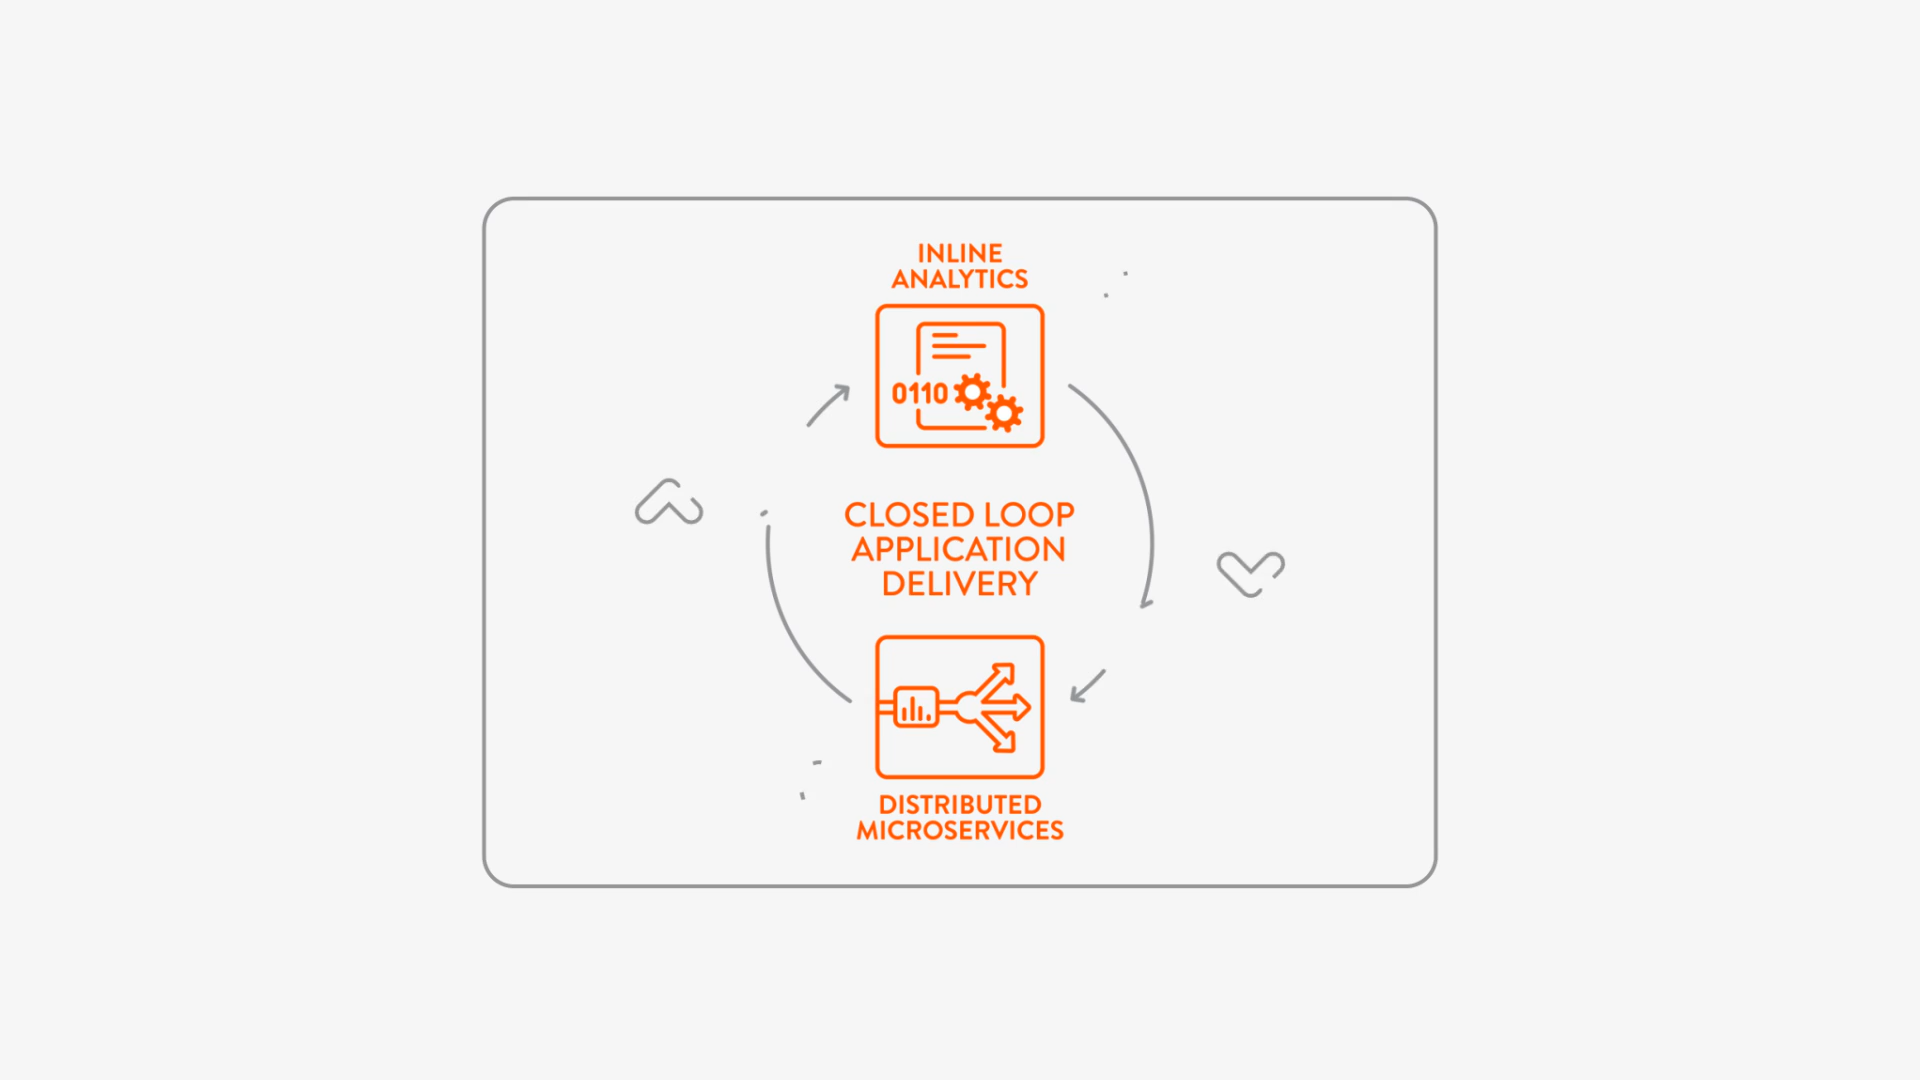 INLINE
ANALYTICS
0110
CLOSED LOOP
APPLICATION
DELIVERY
DISTRIBUTED
MICROSERVICES